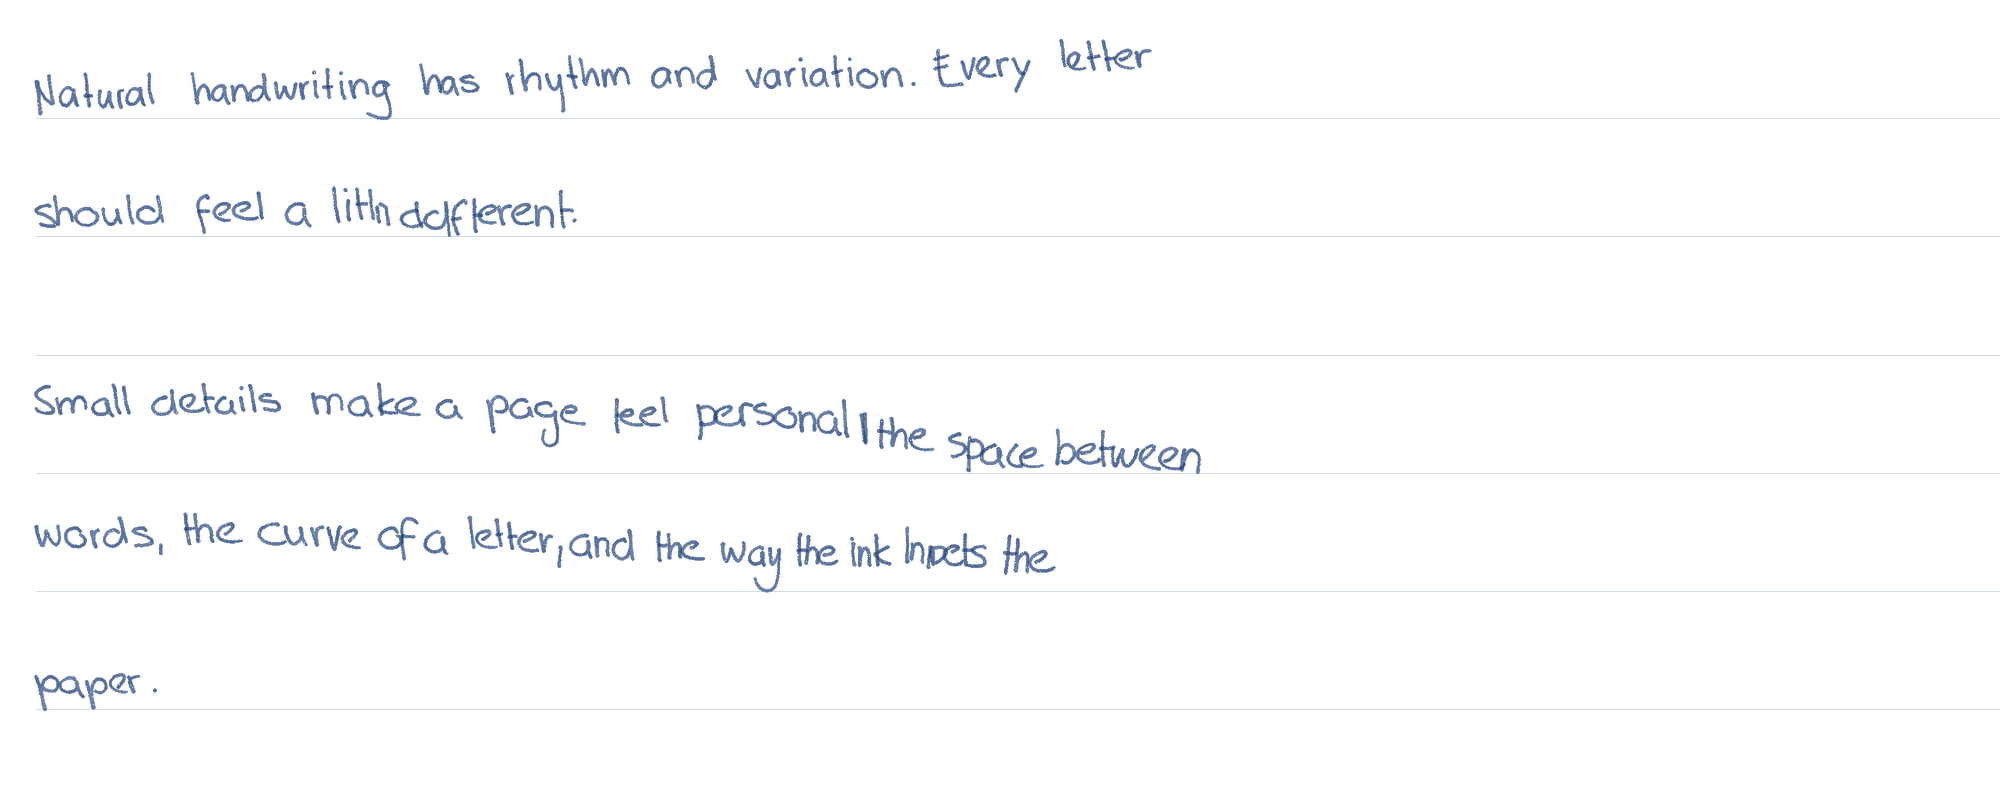 Natural handwriting has rhythm and variation. Every letter
should feel a
Small details make a page feel personal the space between
words, the curve of a letter, and the way the ink the
paper.